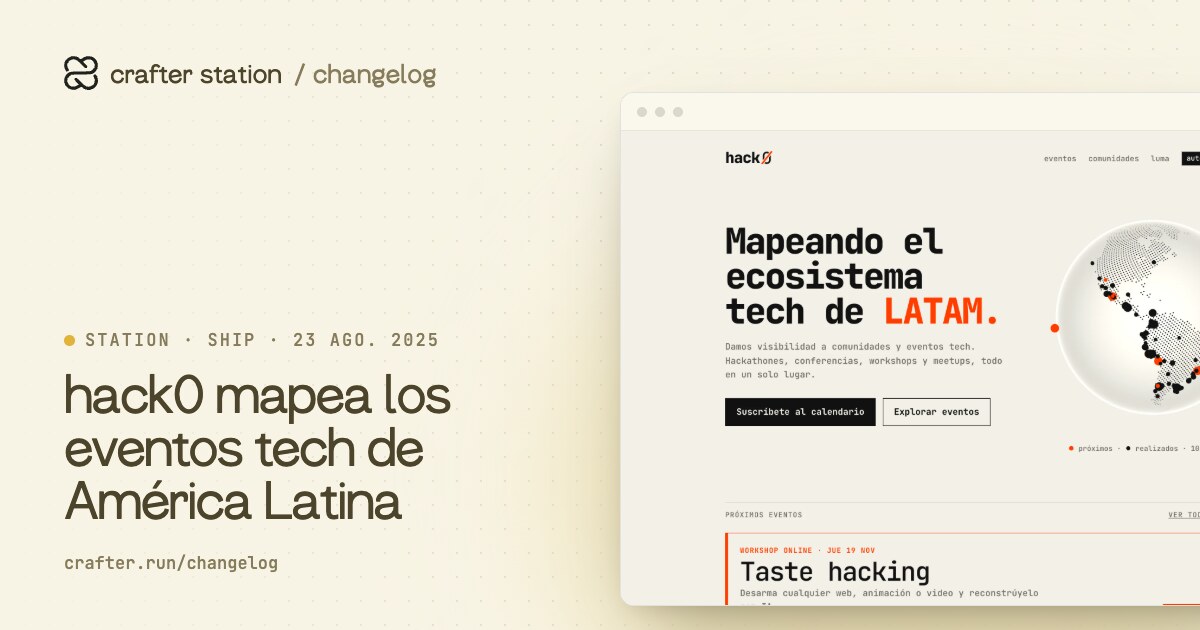 crafter station / changelog
STATION · SHIP · 23 AGO. 2025
hack0 mapea los
eventos tech de
América Latina
crafter.run/changelog
hack0
eventos comunidades luma
Mapeando el
ecosistema
tech de LATAM.
Damos visibilidad a comunidades y eventos tech.
Hackathones, conferencias, workshops y meetups, todo
en un solo lugar.
Suscríbete al calendario
Explorar eventos
próximos · realizados · 10
PRÓXIMOS EVENTOS
VER TOD
WORKSHOP ONLINE · JUE 19 NOV
Taste hacking
Desarma cualquier web, animación o video y reconstrúyelo